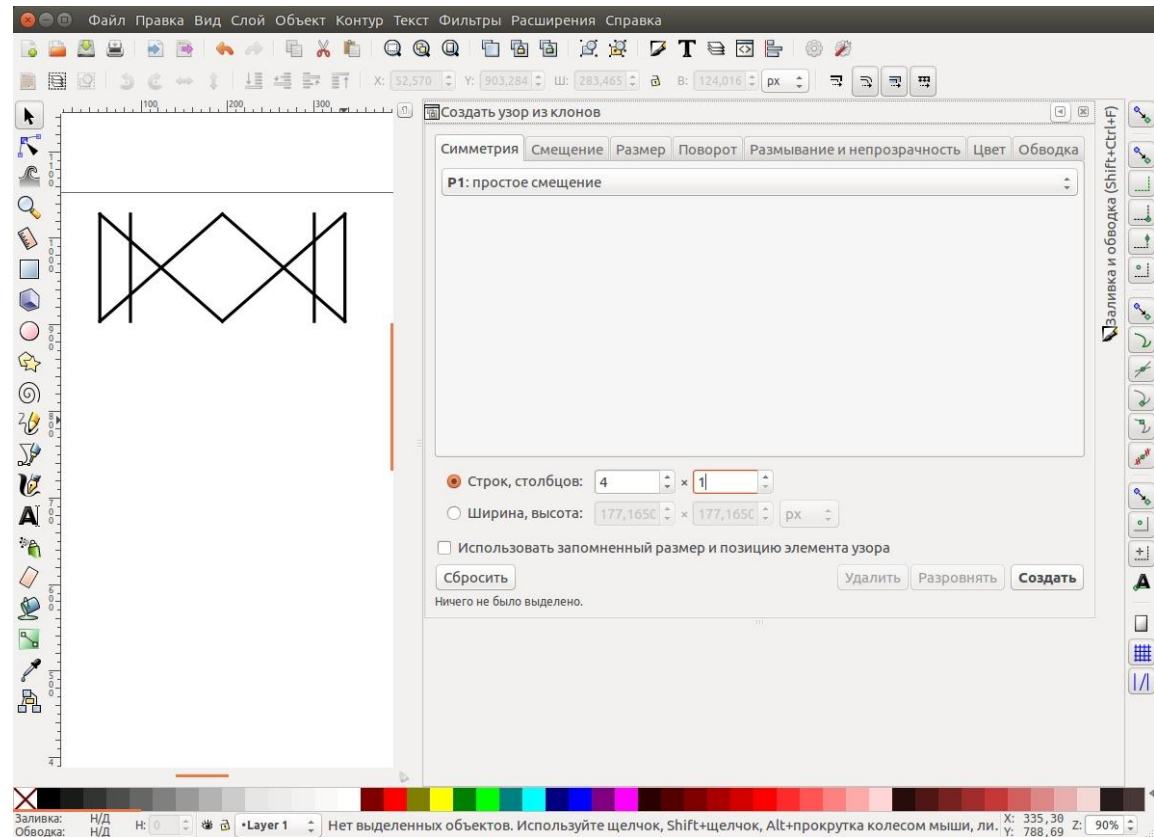 Файл Правка Вид Слой Объект Контур Текст Фильтры Расширения Справка
X: 52,570 Y: 903,284 Ш: 283,465 В: 124,016 px
100 200 300
Создать узор из клонов
Симметрия Смещение Размер Поворот Размывание и непрозрачность Цвет Обводка
P1: простое смещение
Заливка и обводка (Shift+Ctrl+F)
Строк, столбцов: 4 × 1
Ширина, высота: 177,165 × 177,165 px
Использовать запомненный размер и позицию элемента узора
Сбросить Удалить Разровнять Создать
Ничего не было выделено.
Заливка: Н/Д
Обводка: Н/Д
Н: 0 •Layer 1 Нет выделенных объектов. Используйте щелчок, Shift+щелчок, Alt+прокрутка колесом мыши, ли.
X: 335,30
Y: 788,69
Z: 90%